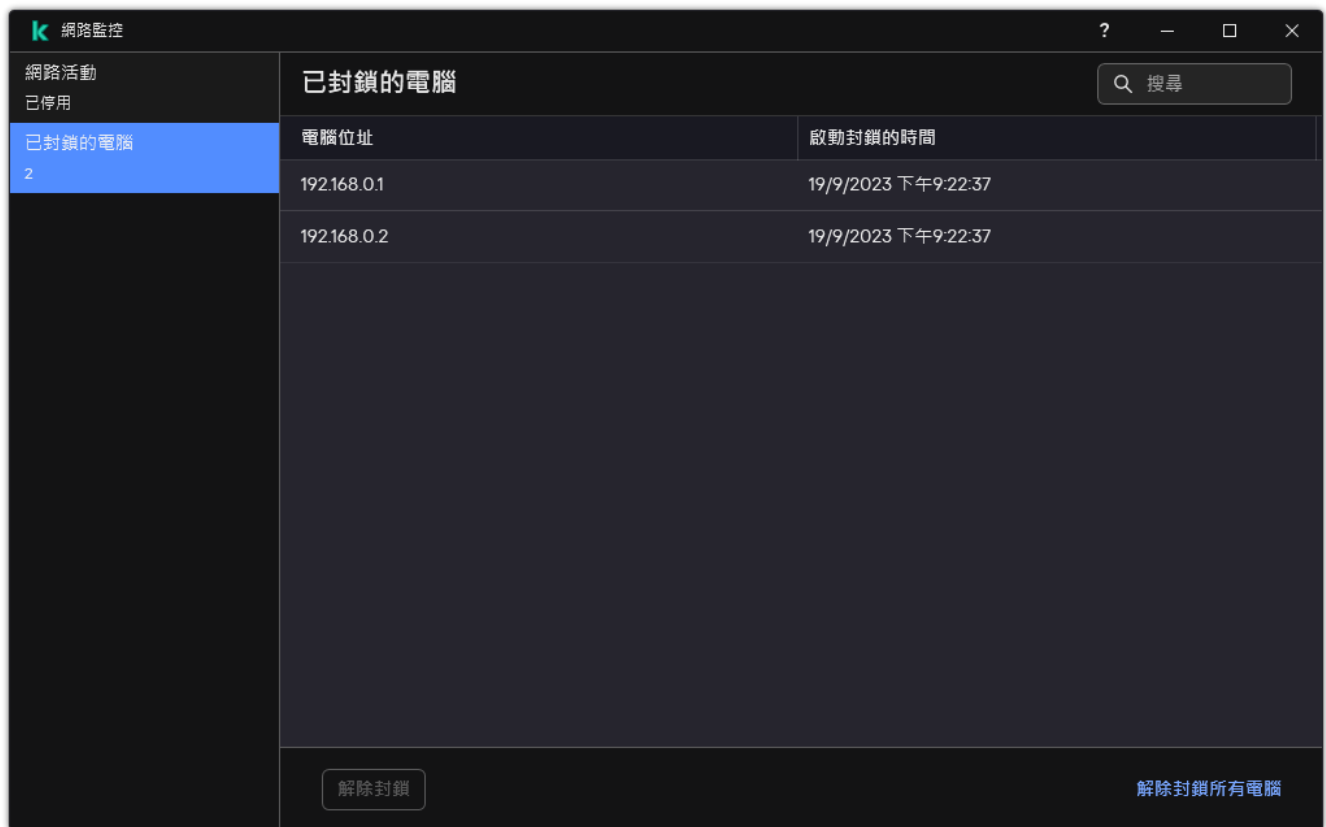 網路監控
?
網路活動
已停用
已封鎖的電腦
2
已封鎖的電腦
搜尋
電腦位址 啟動封鎖的時間
192.168.0.1 19/9/2023 下午9:22:37
192.168.0.2 19/9/2023 下午9:22:37
解除封鎖 解除封鎖所有電腦